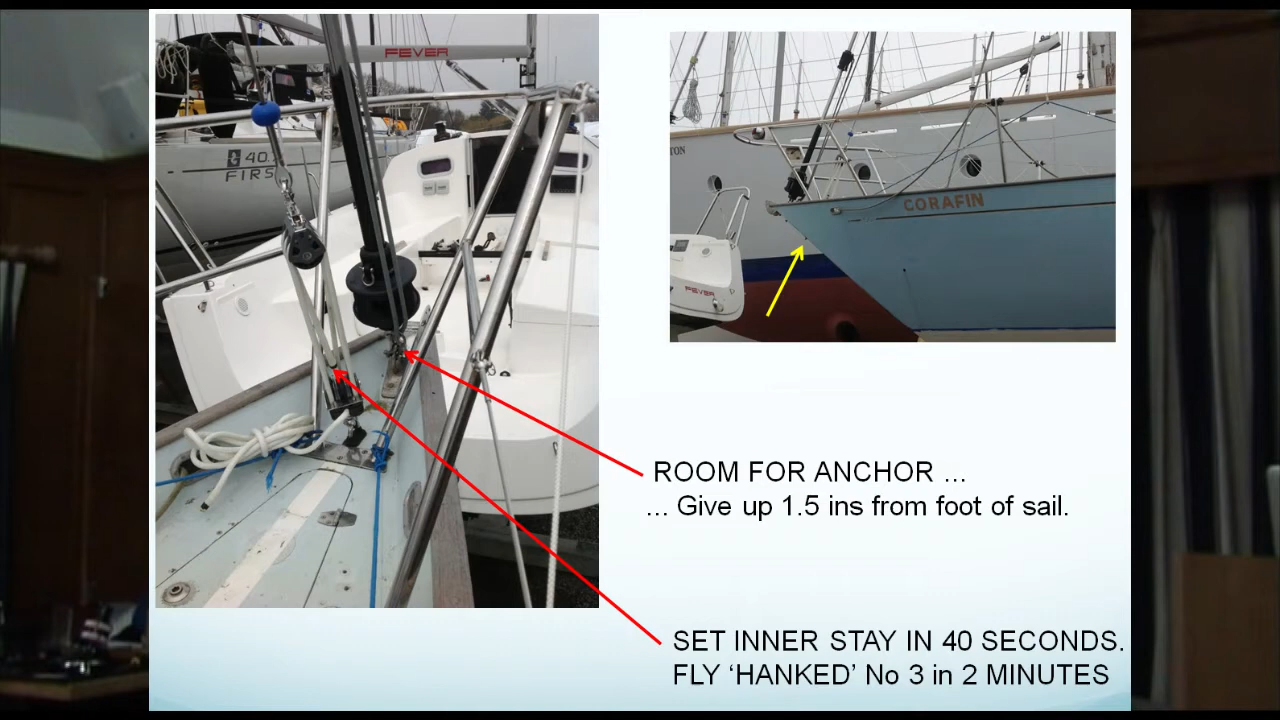 FEVER
40.
FIRS
TON
CORAFIN
FEVER
ROOM FOR ANCHOR ...
... Give up 1.5 ins from foot of sail.
SET INNER STAY IN 40 SECONDS.
FLY ‘HANKED’ No 3 in 2 MINUTES